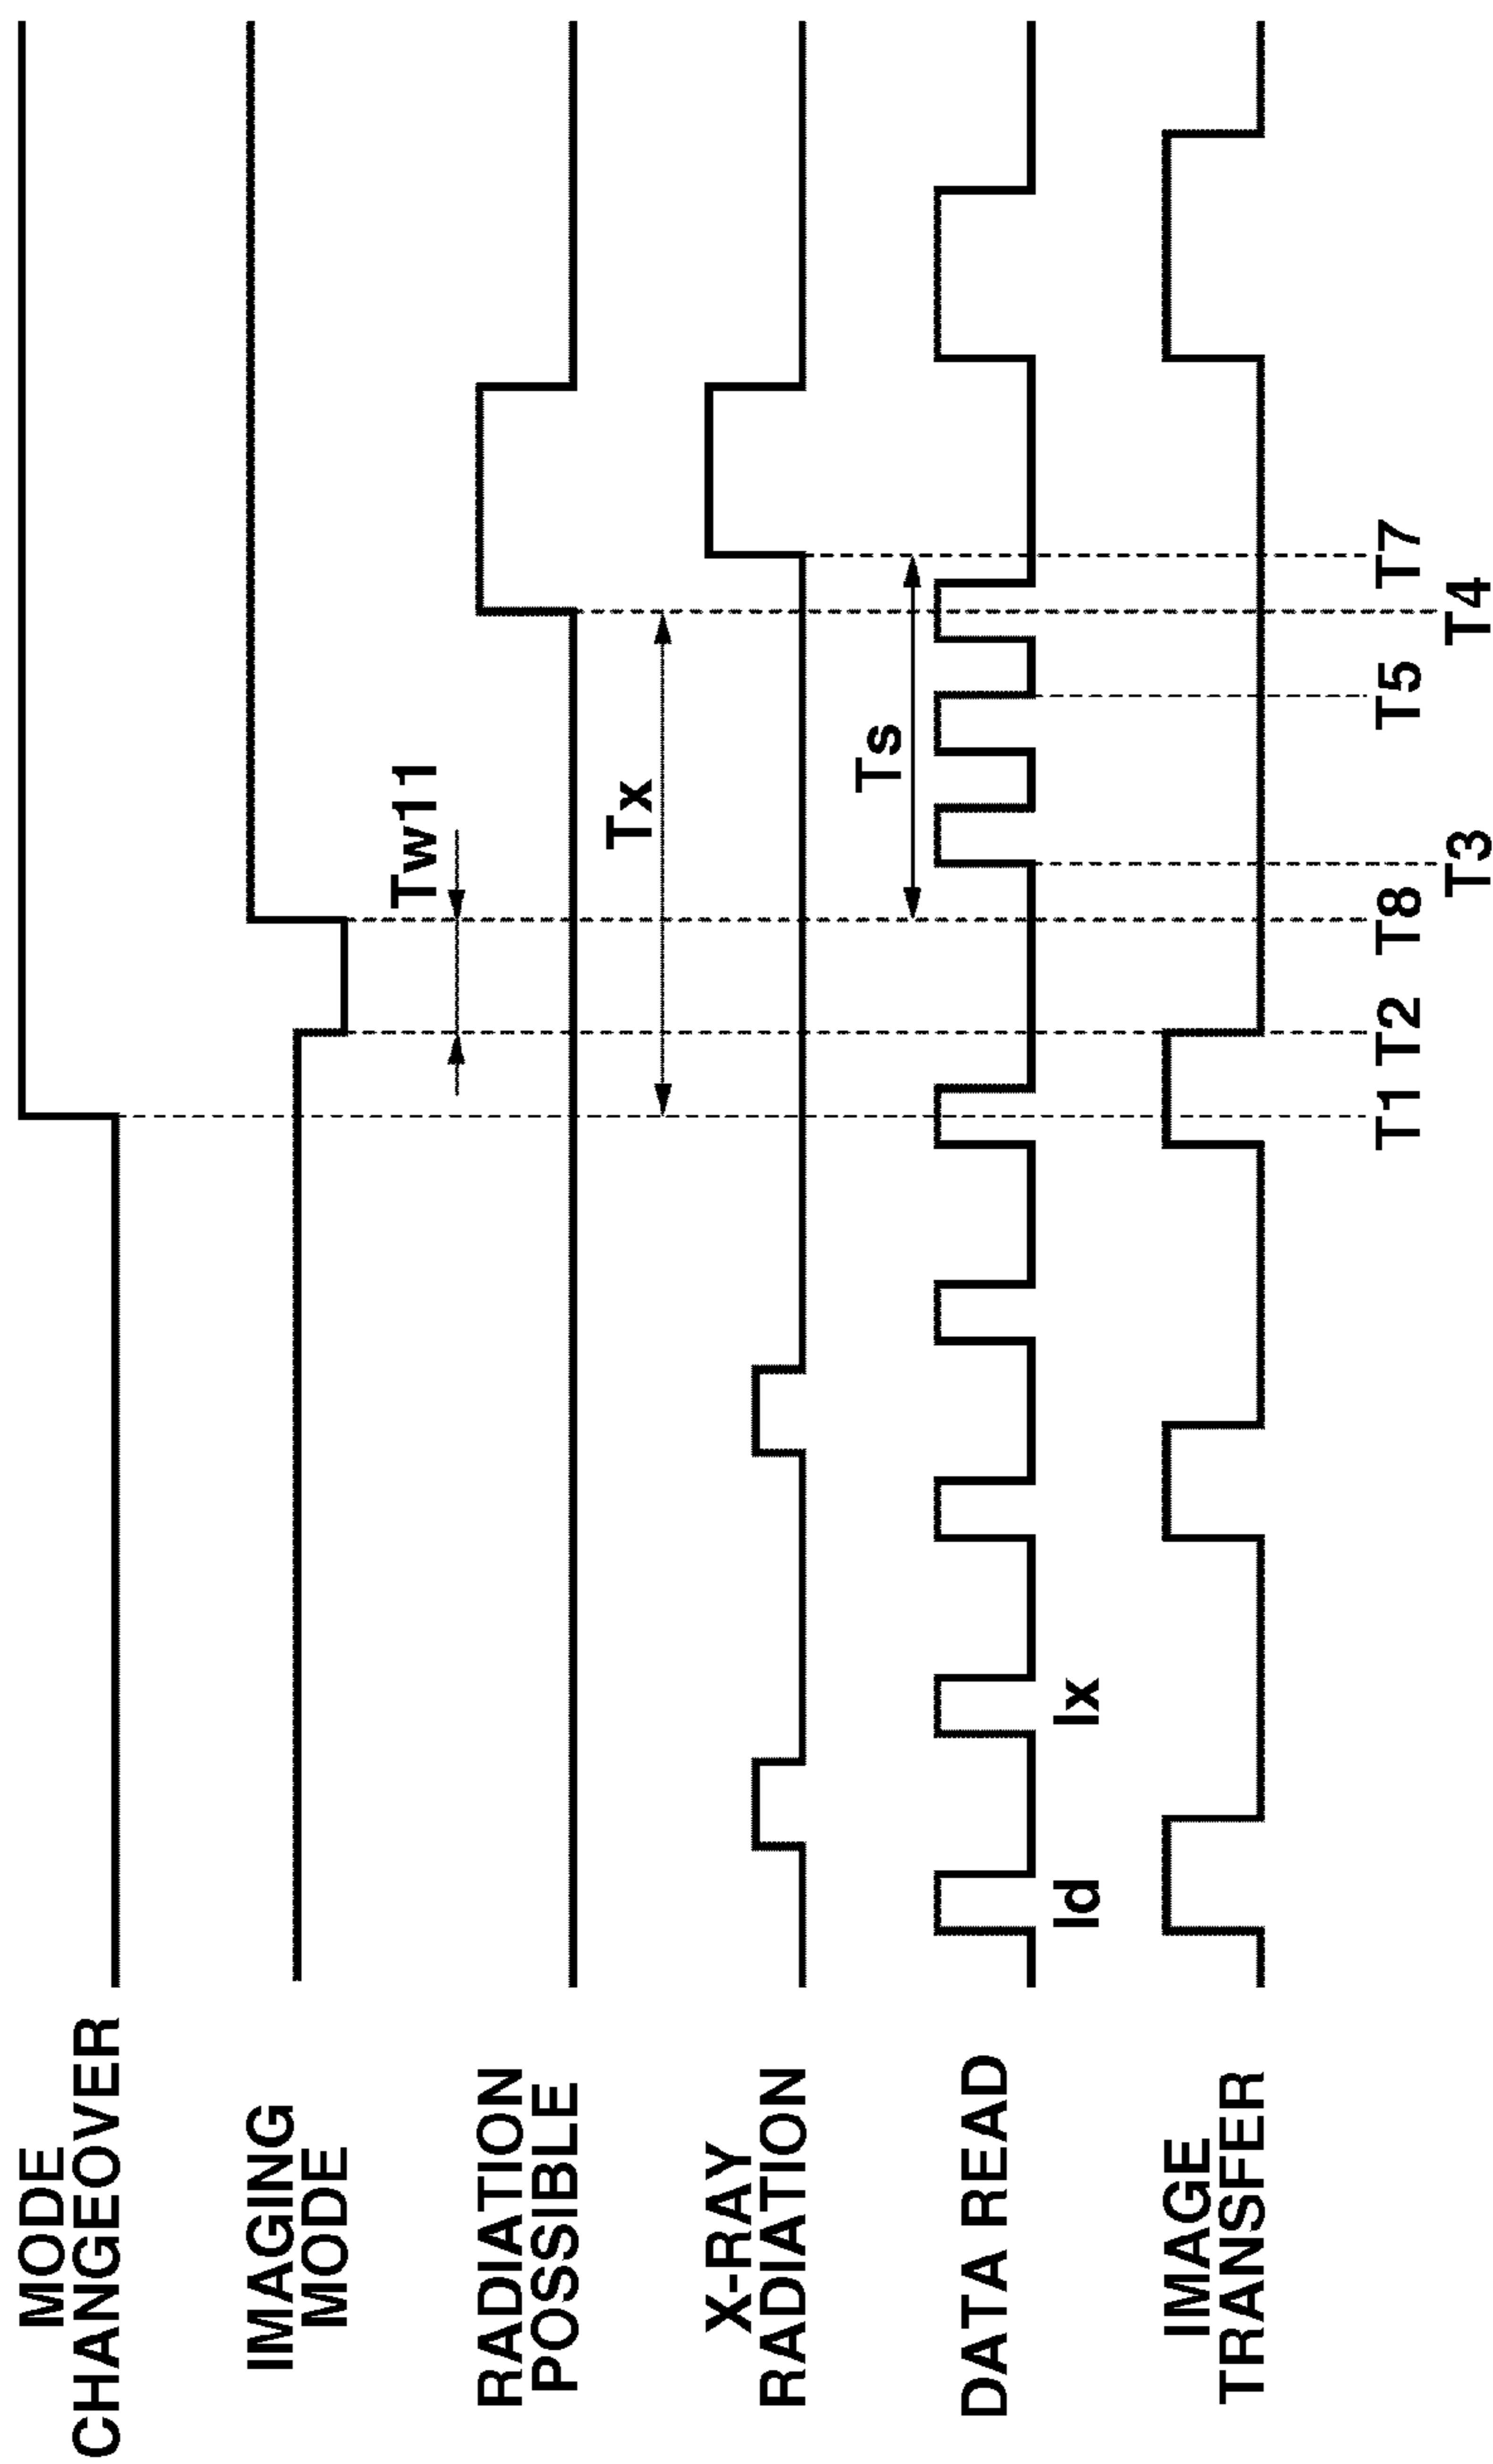 MODE
CHANGEOVER
IMAGING
MODE
Tw11
RADIATION
POSSIBLE
Tx
X-RAY
RADIATION
Ts
DATA READ
Id
Ix
IMAGE
TRANSFER
T1
T2
T8
T3
T5
T4
T7